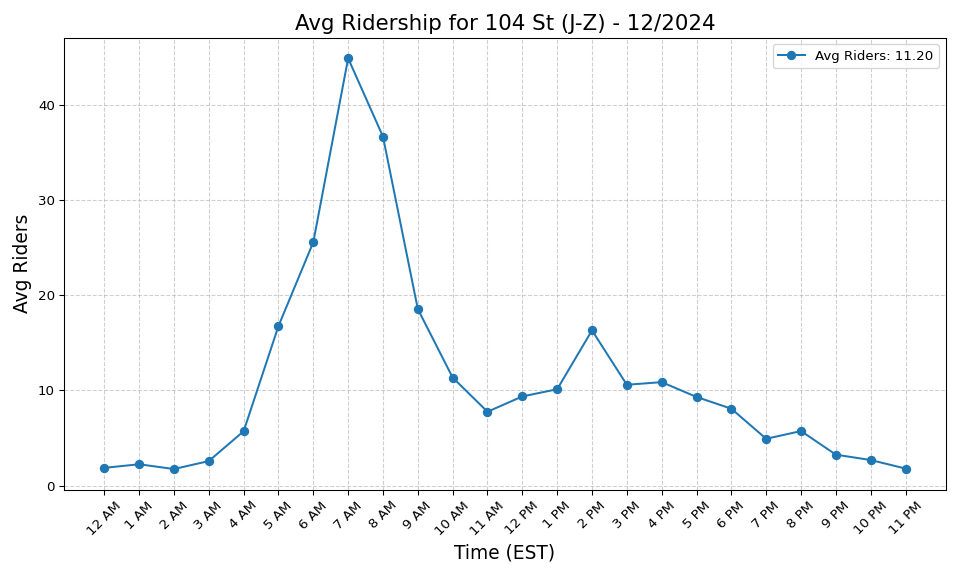 Avg Ridership for 104 St (J-Z) - 12/2024
Avg Riders: 11.20
Avg Riders
40
30
20
10
0
12 AM
1 AM
2 AM
3 AM
4 AM
5 AM
6 AM
7 AM
8 AM
9 AM
10 AM
11 AM
12 PM
1 PM
2 PM
3 PM
4 PM
5 PM
6 PM
7 PM
8 PM
9 PM
10 PM
11 PM
Time (EST)